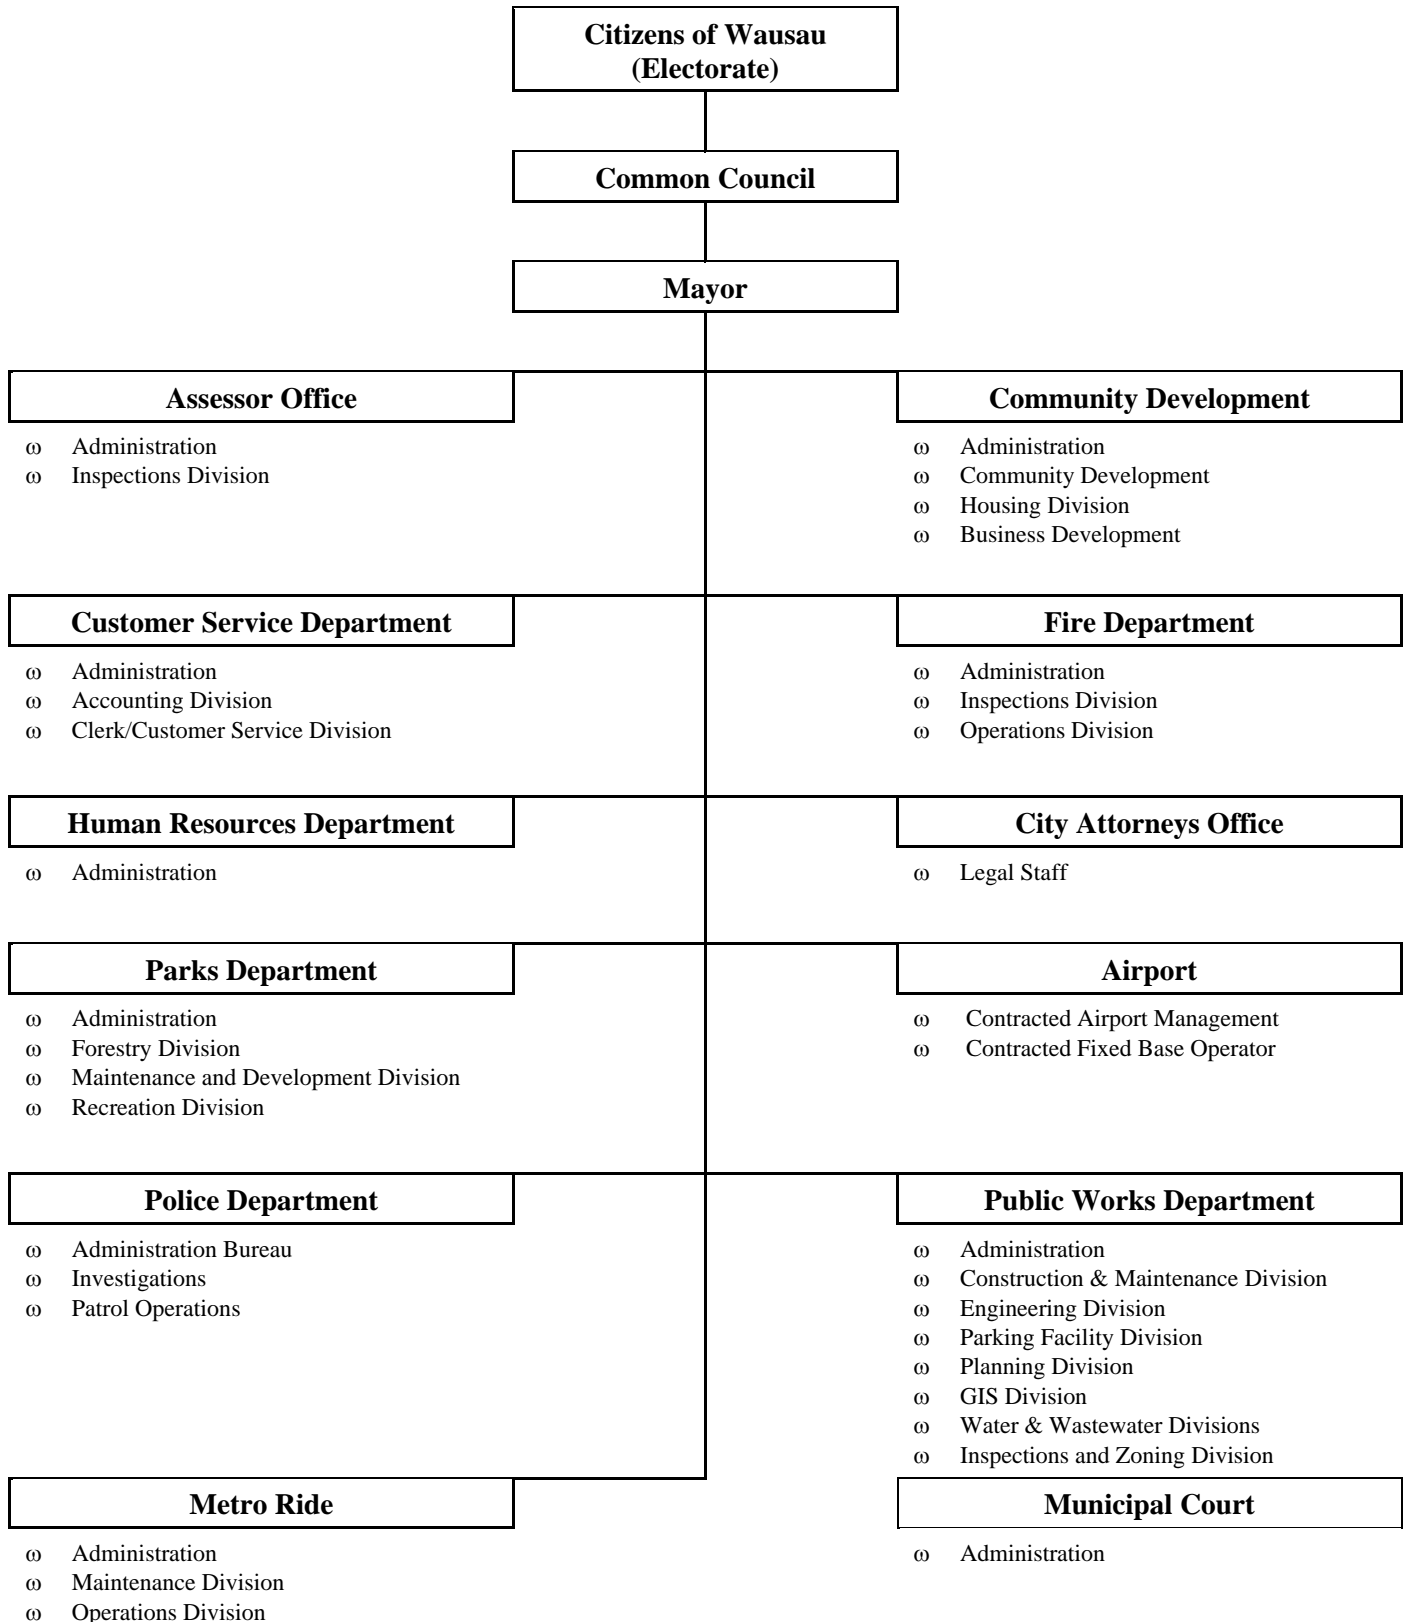 Citizens of Wausau
(Electorate)
Common Council
Mayor
Assessor Office
ω Administration
ω Inspections Division
Community Development
ω Administration
ω Community Development
ω Housing Division
ω Business Development
Customer Service Department
ω Administration
ω Accounting Division
ω Clerk/Customer Service Division
Fire Department
ω Administration
ω Inspections Division
ω Operations Division
Human Resources Department
ω Administration
City Attorneys Office
ω Legal Staff
Parks Department
ω Administration
ω Forestry Division
ω Maintenance and Development Division
ω Recreation Division
Airport
ω Contracted Airport Management
ω Contracted Fixed Base Operator
Police Department
ω Administration Bureau
ω Investigations
ω Patrol Operations
Public Works Department
ω Administration
ω Construction & Maintenance Division
ω Engineering Division
ω Parking Facility Division
ω Planning Division
ω GIS Division
ω Water & Wastewater Divisions
ω Inspections and Zoning Division
Metro Ride
ω Administration
ω Maintenance Division
ω Operations Division
Municipal Court
ω Administration